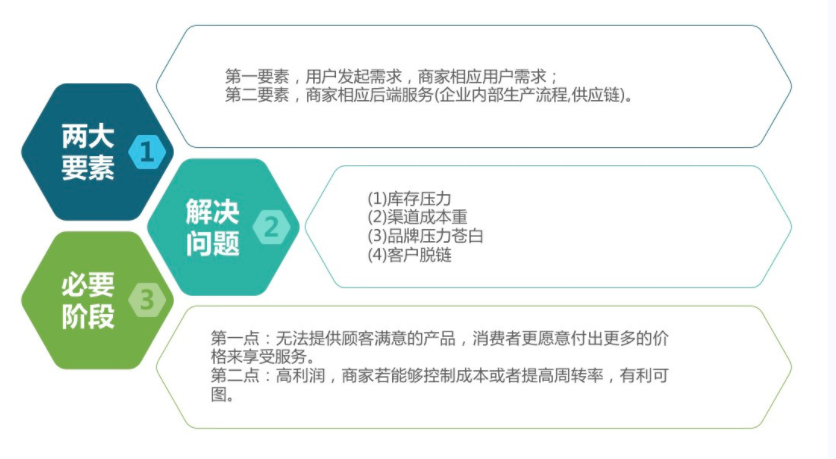 两大
要素
1
第一要素，用户发起需求，商家相应用户需求；
第二要素，商家相应后端服务(企业内部生产流程,供应链)。
解决
问题
2
(1)库存压力
(2)渠道成本重
(3)品牌压力苍白
(4)客户脱链
必要
阶段
3
第一点：无法提供顾客满意的产品，消费者更愿意付出更多的价
格来享受服务。
第二点：高利润，商家若能够控制成本或者提高周转率，有利可
图。